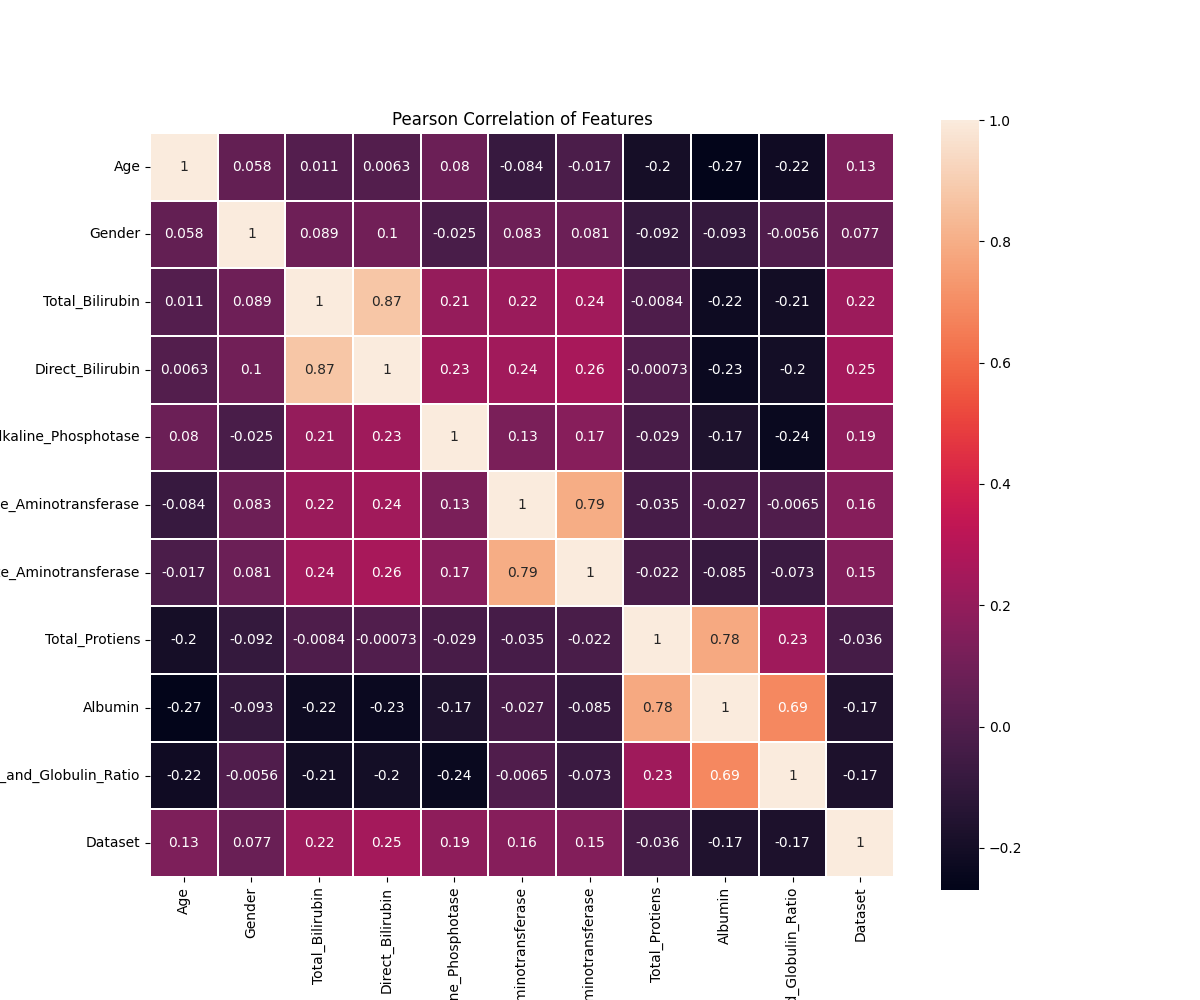 Pearson Correlation of Features
Age 1 0.058 0.011 0.0063 0.08 -0.084 -0.017 -0.2 -0.27 -0.22 0.13
Gender 0.058 1 0.089 0.1 -0.025 0.083 0.081 -0.092 -0.093 -0.0056 0.077
Total_Bilirubin 0.011 0.089 1 0.87 0.21 0.22 0.24 -0.0084 -0.22 -0.21 0.22
Direct_Bilirubin 0.0063 0.1 0.87 1 0.23 0.24 0.26 -0.00073 -0.23 -0.2 0.25
lkaline_Phosphotase 0.08 -0.025 0.21 0.23 1 0.13 0.17 -0.029 -0.17 -0.24 0.19
e_Aminotransferase -0.084 0.083 0.22 0.24 0.13 1 0.79 -0.035 -0.027 -0.0065 0.16
e_Aminotransferase -0.017 0.081 0.24 0.26 0.17 0.79 1 -0.022 -0.085 -0.073 0.15
Total_Protiens -0.2 -0.092 -0.0084 -0.00073 -0.029 -0.035 -0.022 1 0.78 0.23 -0.036
Albumin -0.27 -0.093 -0.22 -0.23 -0.17 -0.027 -0.085 0.78 1 0.69 -0.17
_and_Globulin_Ratio -0.22 -0.0056 -0.21 -0.2 -0.24 -0.0065 -0.073 0.23 0.69 1 -0.17
Dataset 0.13 0.077 0.22 0.25 0.19 0.16 0.15 -0.036 -0.17 -0.17 1
Age
Gender
Total_Bilirubin
Direct_Bilirubin
ne_Phosphotase
minotransferase
minotransferase
Total_Protiens
Albumin
d_Globulin_Ratio
Dataset
1.0
0.8
0.6
0.4
0.2
0.0
−0.2